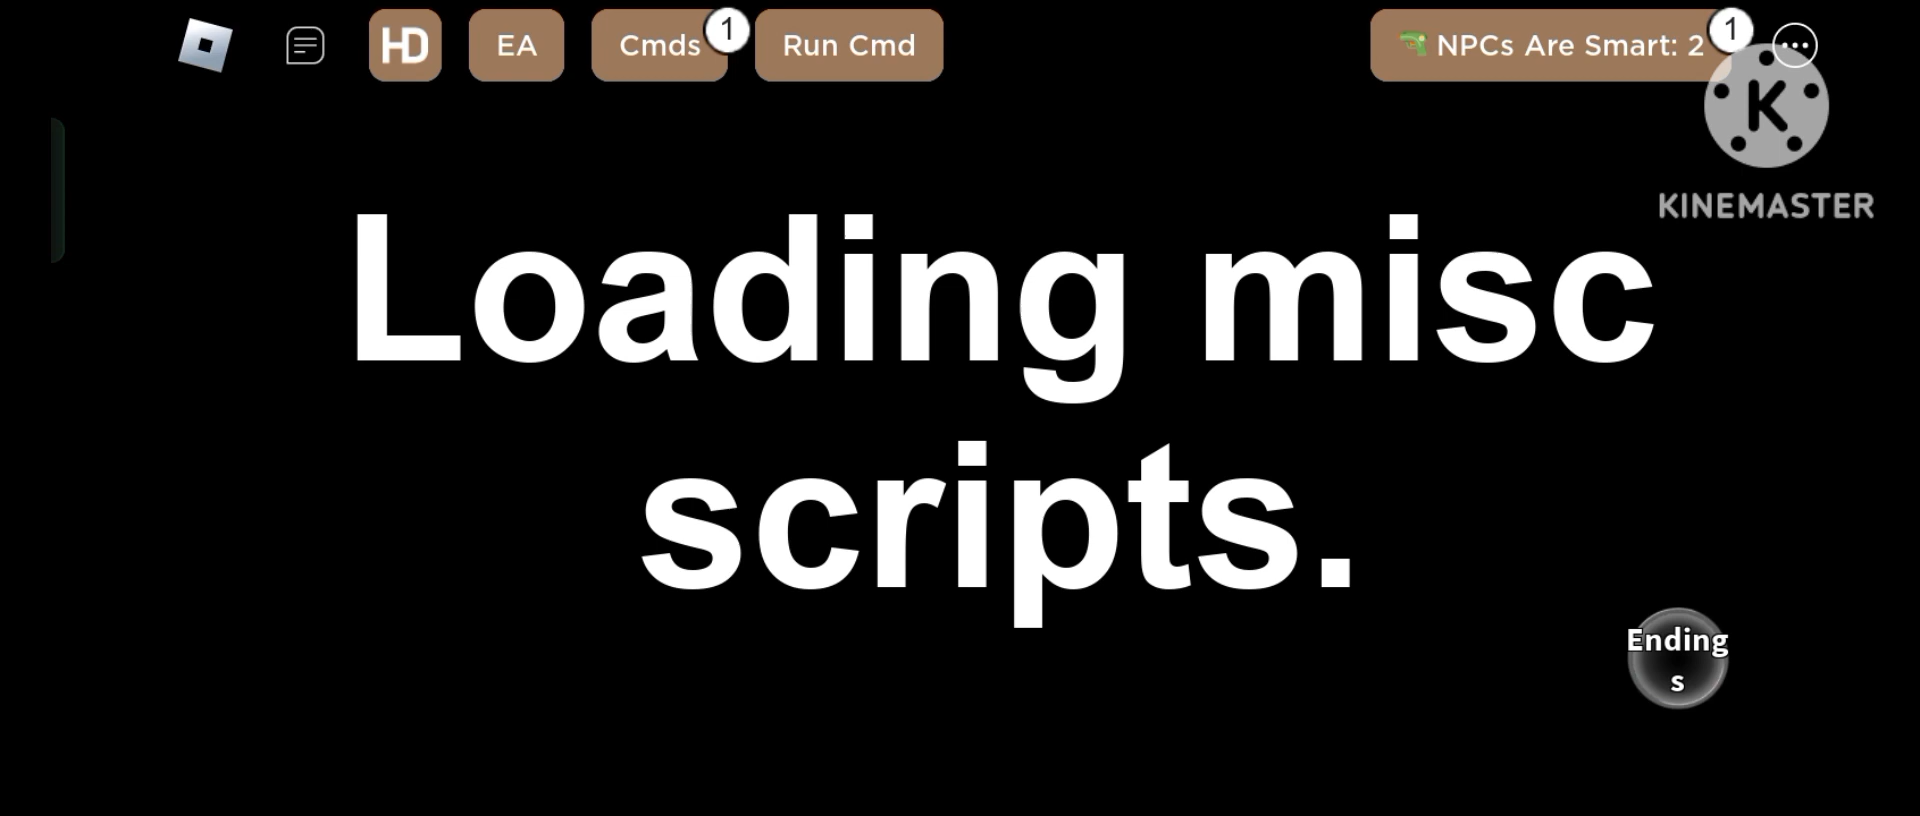 HD
EA
Cmds
1
Run Cmd
NPCs Are Smart: 2
1
K
KINEMASTER
Loading misc
scripts.
Ending
s